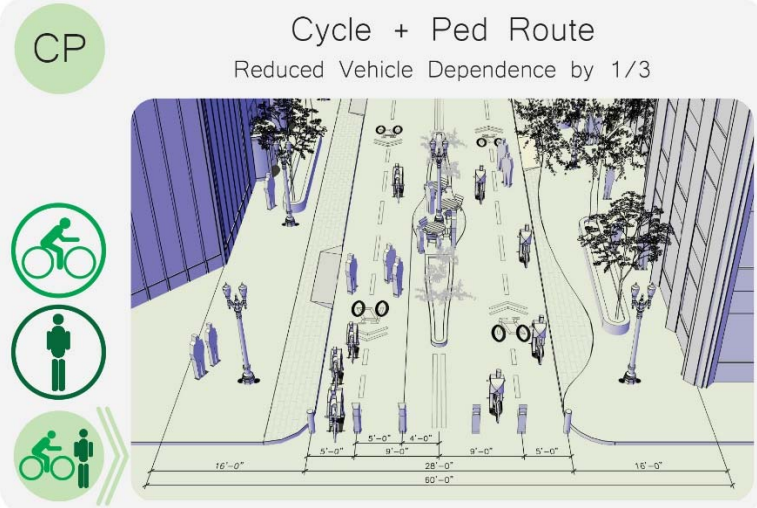 CP
Cycle + Ped Route
Reduced Vehicle Dependence by 1/3
5'-0" 4'-0"
5'-0" 9'-0" 9'-0" 5'-0"
16'-0" 28'-0" 16'-0"
60'-0"